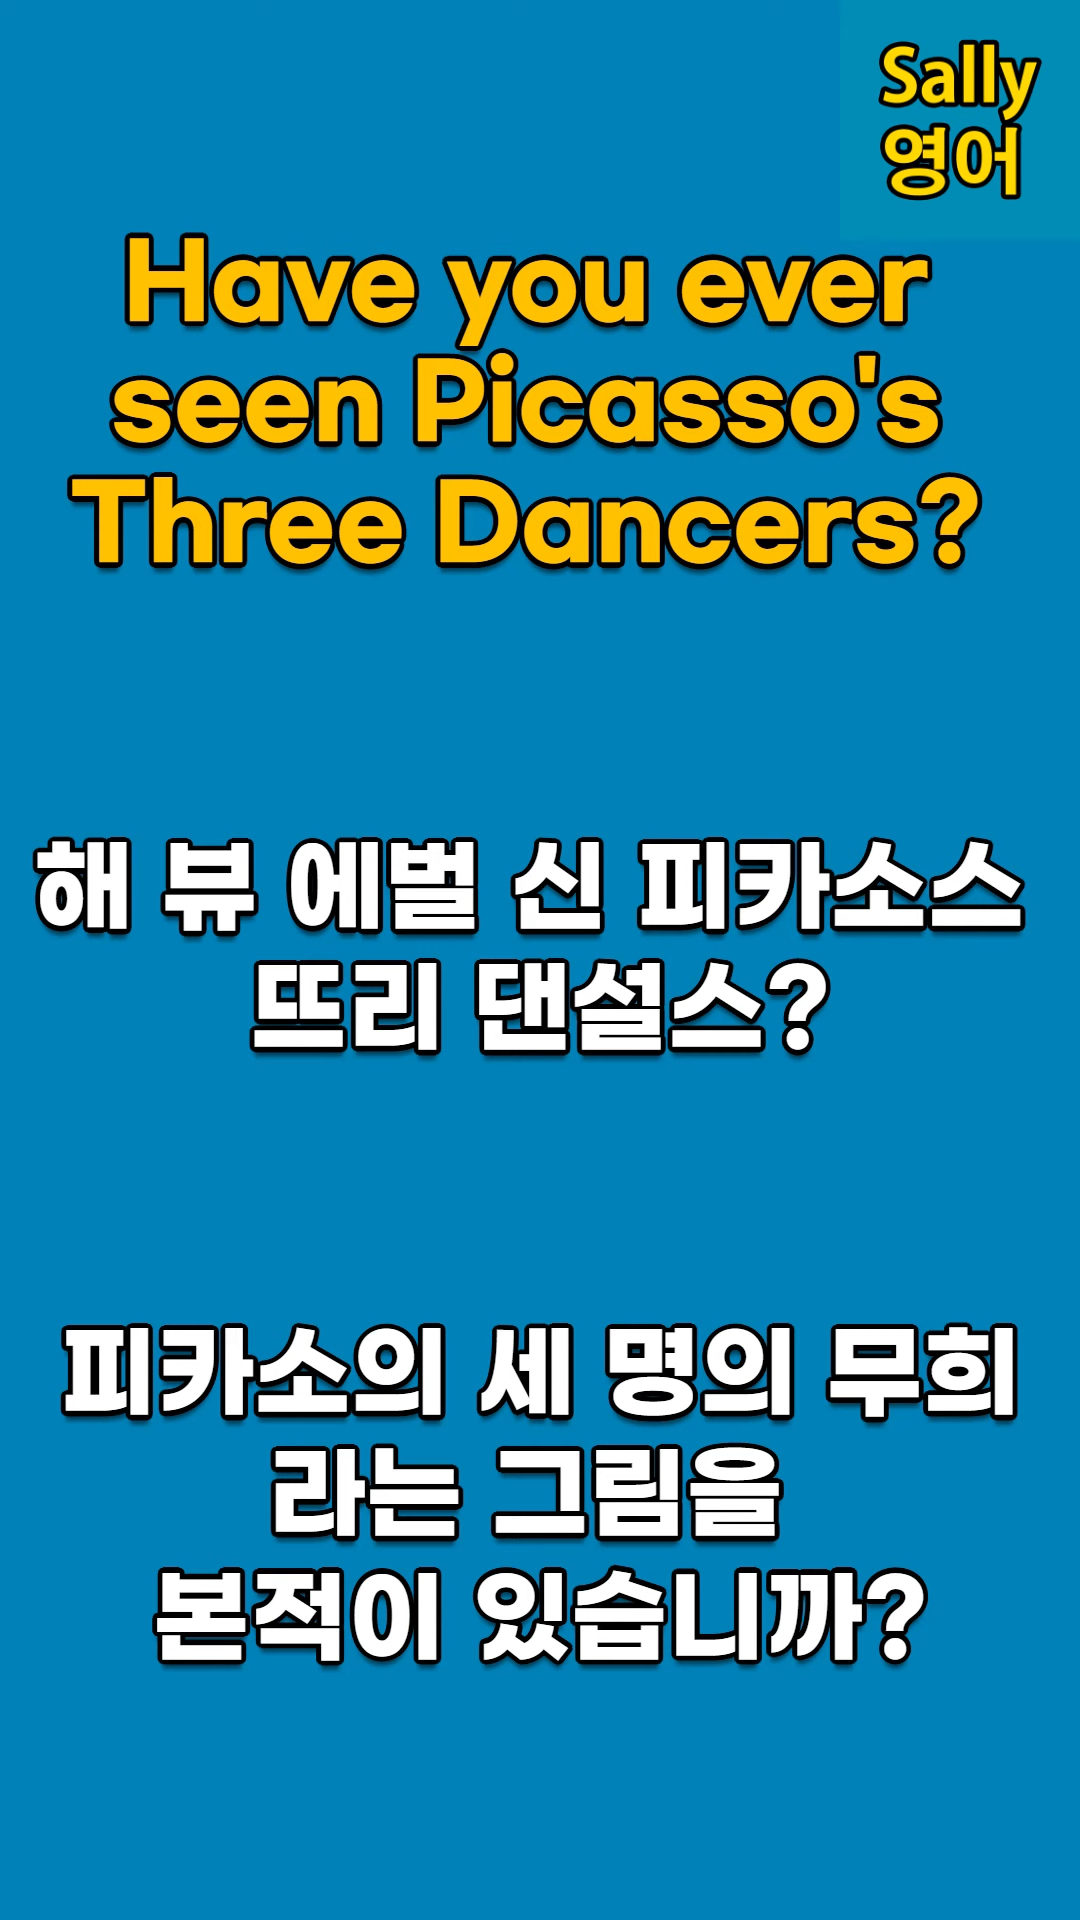 Sally
영어
Have you ever
seen Picasso's
Three Dancers?
해 뷰 에벌 신 피카소스
뜨리 댄설스?
피카소의 세 명의 무희
라는 그림을
본적이 있습니까?